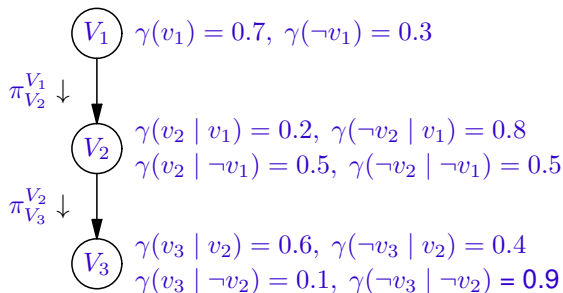 V₁ γ(v₁) = 0.7, γ(¬v₁) = 0.3
π_{V₂}^{V₁} ↓
V₂ γ(v₂ | v₁) = 0.2, γ(¬v₂ | v₁) = 0.8
γ(v₂ | ¬v₁) = 0.5, γ(¬v₂ | ¬v₁) = 0.5
π_{V₃}^{V₂} ↓
V₃ γ(v₃ | v₂) = 0.6, γ(¬v₃ | v₂) = 0.4
γ(v₃ | ¬v₂) = 0.1, γ(¬v₃ | ¬v₂) = 0.9